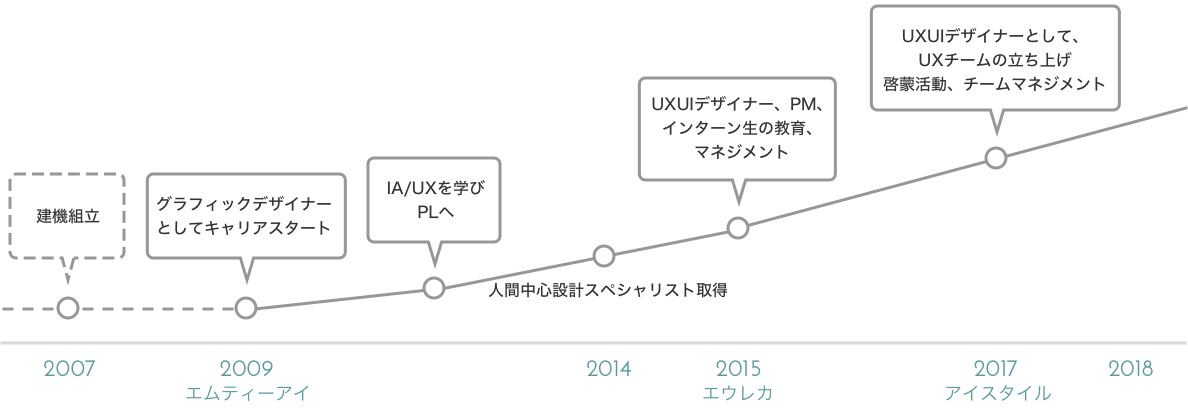 建機組立
グラフィックデザイナー
としてキャリアスタート
IA/UXを学び
PLへ
人間中心設計スペシャリスト取得
UXUIデザイナー、PM、
インターン生の教育、
マネジメント
UXUIデザイナーとして、
UXチームの立ち上げ
啓蒙活動、チームマネジメント
2007
2009
エムティーアイ
2014
2015
エウレカ
2017
アイスタイル
2018